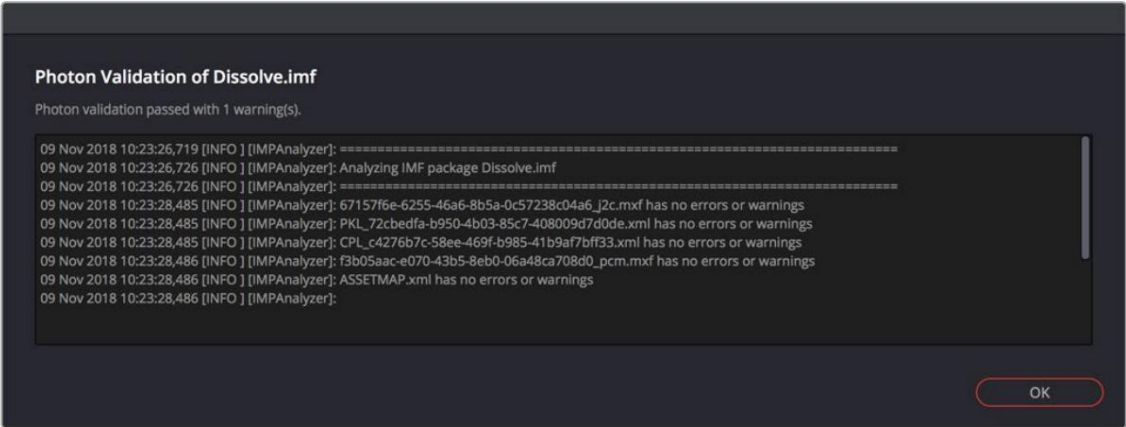 Photon Validation of Dissolve.imf
Photon validation passed with 1 warning(s).
09 Nov 2018 10:23:26,719 [INFO ] [IMPAnalyzer]: ==========================================================================
09 Nov 2018 10:23:26,726 [INFO ] [IMPAnalyzer]: Analyzing IMF package Dissolve.imf
09 Nov 2018 10:23:26,726 [INFO ] [IMPAnalyzer]: ==========================================================================
09 Nov 2018 10:23:28,485 [INFO ] [IMPAnalyzer]: 67157f6e-6255-46a6-8b5a-0c57238c04a6_j2c.mxf has no errors or warnings
09 Nov 2018 10:23:28,485 [INFO ] [IMPAnalyzer]: PKL_72cbedfa-b950-4b03-85c7-408009d7d0de.xml has no errors or warnings
09 Nov 2018 10:23:28,485 [INFO ] [IMPAnalyzer]: CPL_c4276b7c-58ee-469f-b985-41b9af7bff33.xml has no errors or warnings
09 Nov 2018 10:23:28,486 [INFO ] [IMPAnalyzer]: f3b05aac-e070-43b5-8eb0-06a48ca708d0_pcm.mxf has no errors or warnings
09 Nov 2018 10:23:28,486 [INFO ] [IMPAnalyzer]: ASSETMAP.xml has no errors or warnings
09 Nov 2018 10:23:28,486 [INFO ] [IMPAnalyzer]:
OK